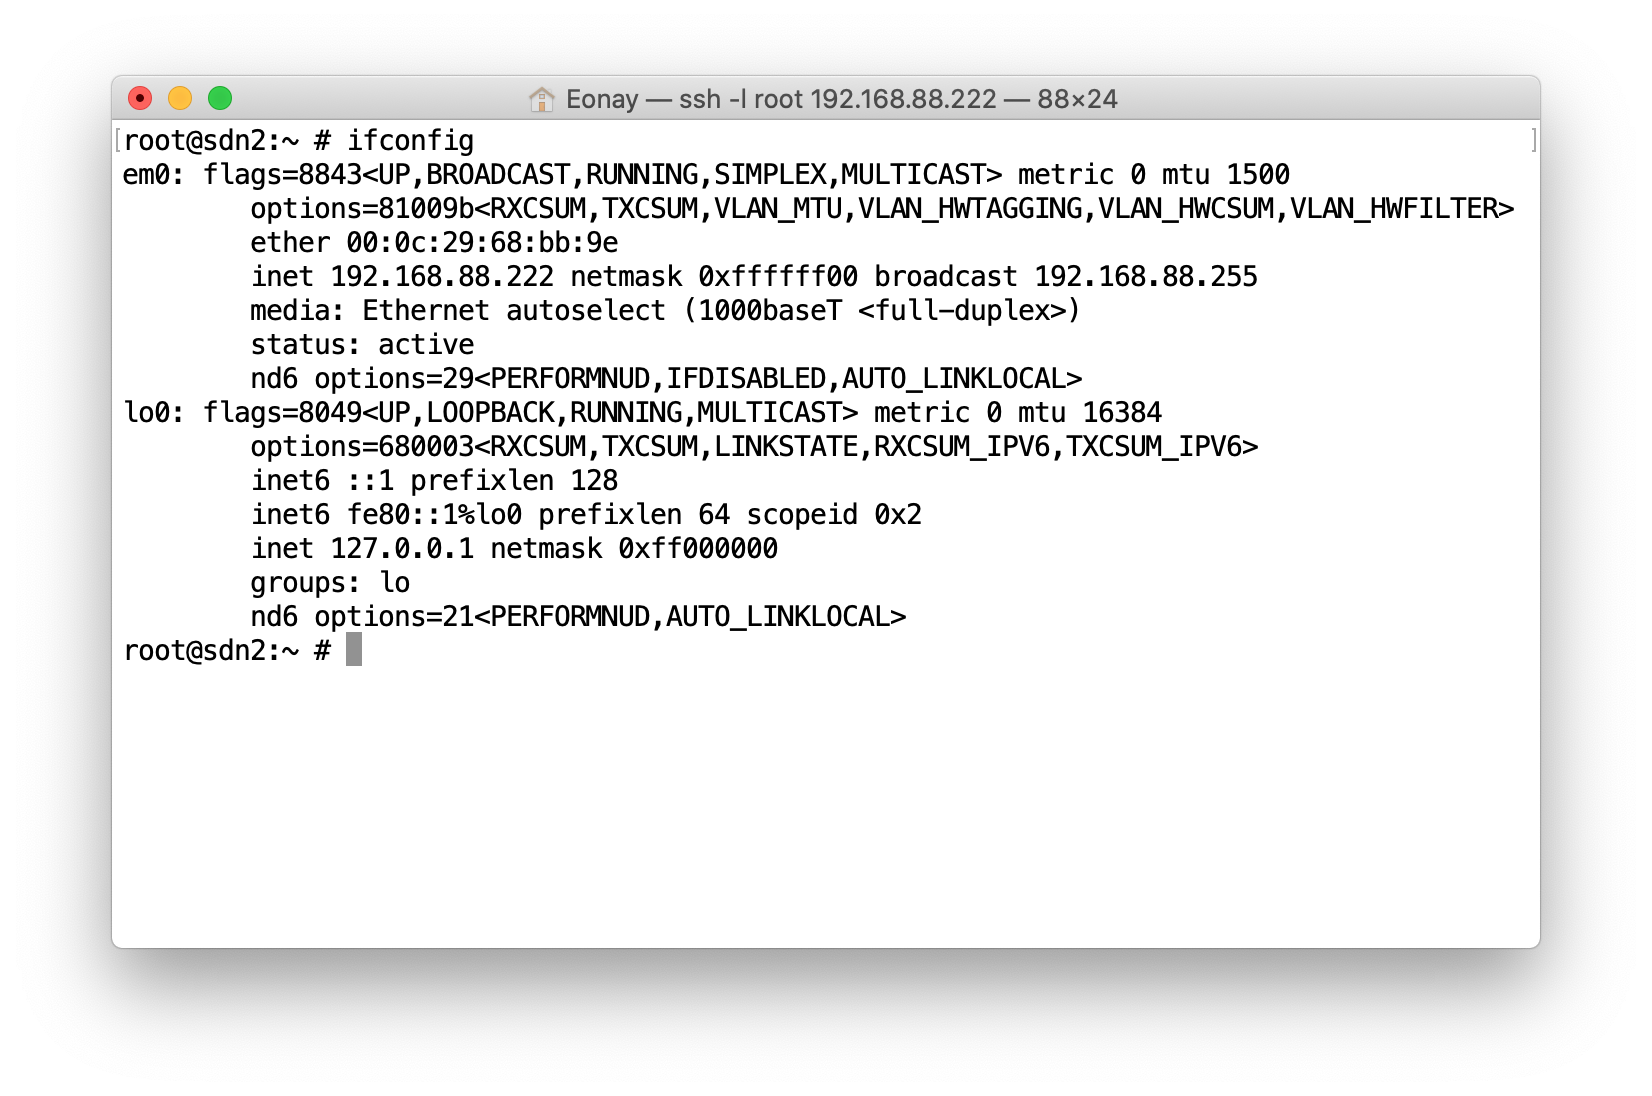 Eonay — ssh -l root 192.168.88.222 — 88×24
[root@sdn2:~ # ifconfig ]
em0: flags=8843<UP,BROADCAST,RUNNING,SIMPLEX,MULTICAST> metric 0 mtu 1500
options=81009b<RXCSUM,TXCSUM,VLAN_MTU,VLAN_HWTAGGING,VLAN_HWCSUM,VLAN_HWFILTER>
ether 00:0c:29:68:bb:9e
inet 192.168.88.222 netmask 0xffffff00 broadcast 192.168.88.255
media: Ethernet autoselect (1000baseT <full-duplex>)
status: active
nd6 options=29<PERFORMNUD,IFDISABLED,AUTO_LINKLOCAL>
lo0: flags=8049<UP,LOOPBACK,RUNNING,MULTICAST> metric 0 mtu 16384
options=680003<RXCSUM,TXCSUM,LINKSTATE,RXCSUM_IPV6,TXCSUM_IPV6>
inet6 ::1 prefixlen 128
inet6 fe80::1%lo0 prefixlen 64 scopeid 0x2
inet 127.0.0.1 netmask 0xff000000
groups: lo
nd6 options=21<PERFORMNUD,AUTO_LINKLOCAL>
root@sdn2:~ #